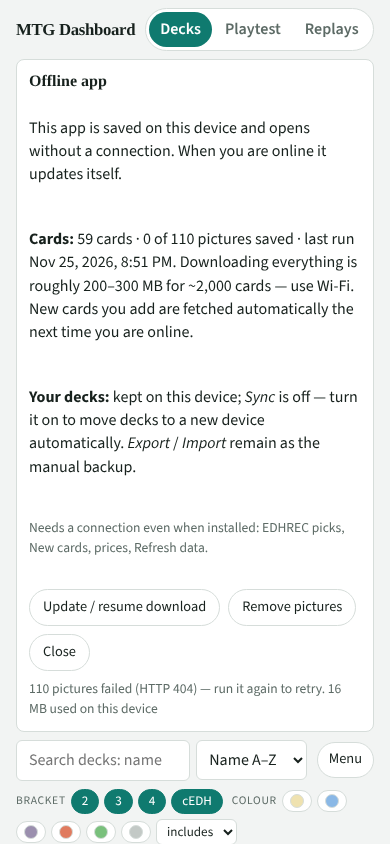 MTG Dashboard Decks Playtest Replays
Offline app
This app is saved on this device and opens
without a connection. When you are online it
updates itself.
Cards: 59 cards · 0 of 110 pictures saved · last run
Nov 25, 2026, 8:51 PM. Downloading everything is
roughly 200–300 MB for ~2,000 cards — use Wi-Fi.
New cards you add are fetched automatically the
next time you are online.
Your decks: kept on this device; Sync is off — turn
it on to move decks to a new device
automatically. Export / Import remain as the
manual backup.
Needs a connection even when installed: EDHREC picks,
New cards, prices, Refresh data.
Update / resume download Remove pictures
Close
110 pictures failed (HTTP 404) — run it again to retry. 16
MB used on this device
Search decks: name Name A–Z Menu
BRACKET 2 3 4 cEDH COLOUR
includes